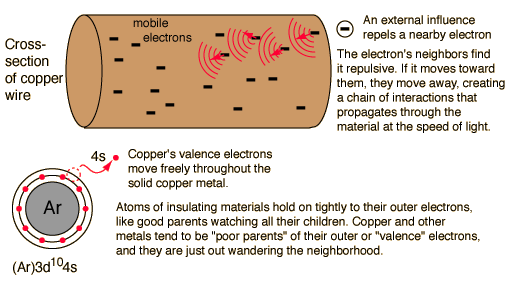 mobile
electrons
An external influence
repels a nearby electron
Cross-
section of
copper
wire
The electron's neighbors find
it repulsive. If it moves toward
them, they move away, creating
a chain of interactions that
propagates through the
material at the speed of light.
4s
Copper's valence electrons
move freely throughout the
solid copper metal.
Ar
Atoms of insulating materials hold on tightly to their outer electrons,
like good parents watching all their children. Copper and other
metals tend to be "poor parents" of their outer or "valence" electrons,
and they are just out wandering the neighborhood.
(Ar)3d¹⁰4s